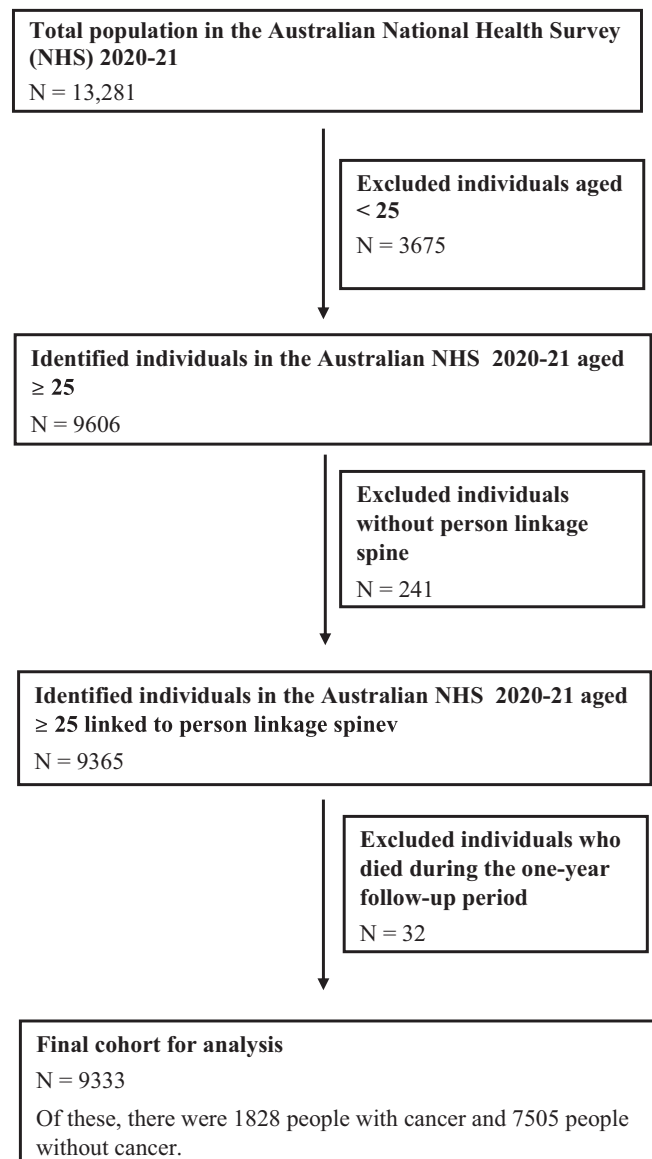 Total population in the Australian National Health Survey
(NHS) 2020-21
N = 13,281
Excluded individuals aged
< 25
N = 3675
Identified individuals in the Australian NHS 2020-21 aged
≥ 25
N = 9606
Excluded individuals
without person linkage
spine
N = 241
Identified individuals in the Australian NHS 2020-21 aged
≥ 25 linked to person linkage spinev
N = 9365
Excluded individuals who
died during the one-year
follow-up period
N = 32
Final cohort for analysis
N = 9333
Of these, there were 1828 people with cancer and 7505 people
without cancer.